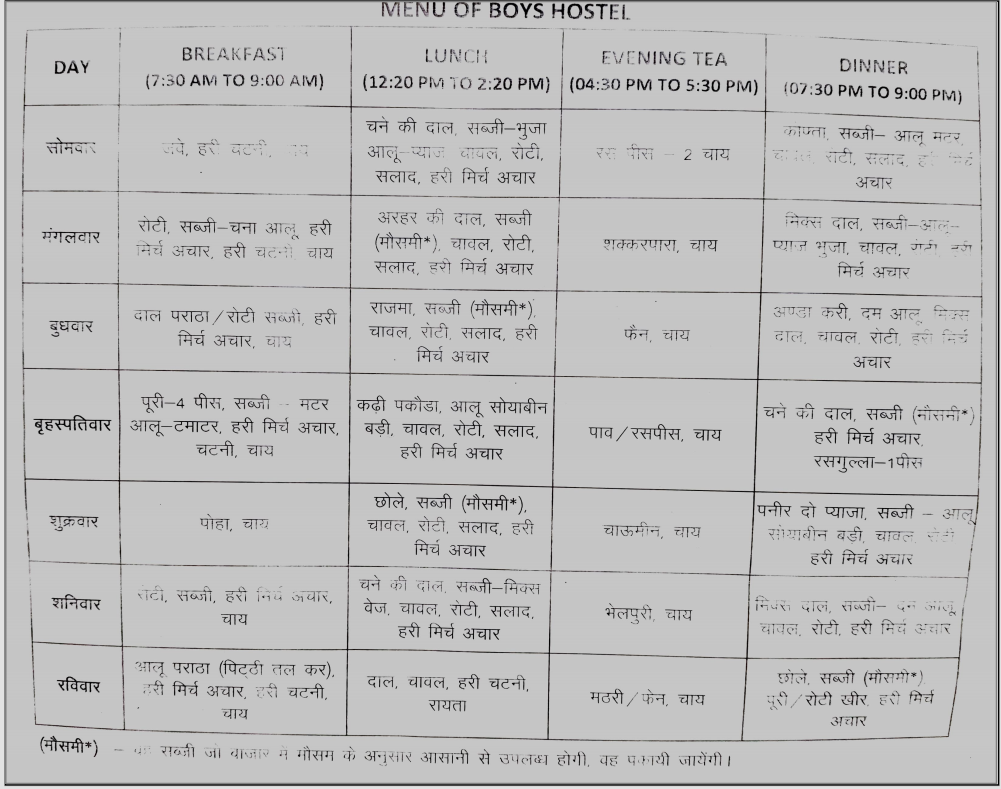 MENU OF BOYS HOSTEL
DAY
BREAKFAST
(7:30 AM TO 9:00 AM)
LUNCH
(12:20 PM TO 2:20 PM)
EVENING TEA
(04:30 PM TO 5:30 PM)
DINNER
(07:30 PM TO 9:00 PM)
सोमवार
हरी चटनी,
चने की दाल, सब्जी–भुजा
आलू–प्याज चावल, रोटी,
सलाद, हरी मिर्च अचार
रस पीस – 2 चाय
कोफ्ता, सब्जी– आलू मटर,
चावल, रोटी, सलाद, हरी मिर्च
अचार
मंगलवार
रोटी, सब्जी–चना आलू, हरी
मिर्च अचार, हरी चटनी, चाय
अरहर की दाल, सब्जी
(मौसमी*), चावल, रोटी,
सलाद, हरी मिर्च अचार
शक्करपारा, चाय
मिक्स दाल, सब्जी–आलू–
प्याज भुजा, चावल, रोटी, हरी
मिर्च अचार
बुधवार
दाल पराठा/रोटी सब्जी, हरी
मिर्च अचार, चाय
राजमा, सब्जी (मौसमी*),
चावल, रोटी, सलाद, हरी
मिर्च अचार
फैन, चाय
अण्डा करी, दम आलू, मिक्स
दाल, चावल, रोटी, हरी मिर्च
अचार
बृहस्पतिवार
पूरी–4 पीस, सब्जी – मटर
आलू–टमाटर, हरी मिर्च अचार,
चटनी, चाय
कढ़ी पकौडा, आलू सोयाबीन
बड़ी, चावल, रोटी, सलाद,
हरी मिर्च अचार
पाव/रसपीस, चाय
चने की दाल, सब्जी (मौसमी*)
हरी मिर्च अचार,
रसगुल्ला–1पीस
शुक्रवार
पोहा, चाय
छोले, सब्जी (मौसमी*),
चावल, रोटी, सलाद, हरी
मिर्च अचार
चाऊमीन, चाय
पनीर दो प्याजा, सब्जी – आलू
सोयाबीन बड़ी, चावल, रोटी
हरी मिर्च अचार
शनिवार
रोटी, सब्जी, हरी मिर्च अचार,
चाय
चने की दाल, सब्जी–मिक्स
वेज, चावल, रोटी, सलाद,
हरी मिर्च अचार
भेलपुरी, चाय
मिक्स दाल, सब्जी– दम आलू,
चावल, रोटी, हरी मिर्च अचार
रविवार
आलू पराठा (पिट्ठी तल कर),
हरी मिर्च अचार, हरी चटनी,
चाय
दाल, चावल, हरी चटनी,
रायता
मठरी/फेन, चाय
छोले, सब्जी (मौसमी*),
पूरी/रोटी खीर, हरी मिर्च
अचार
(मौसमी*) – सब्जी जो बाजार में मौसम के अनुसार आसानी से उपलब्ध होगी, वह पकायी जायेंगी।